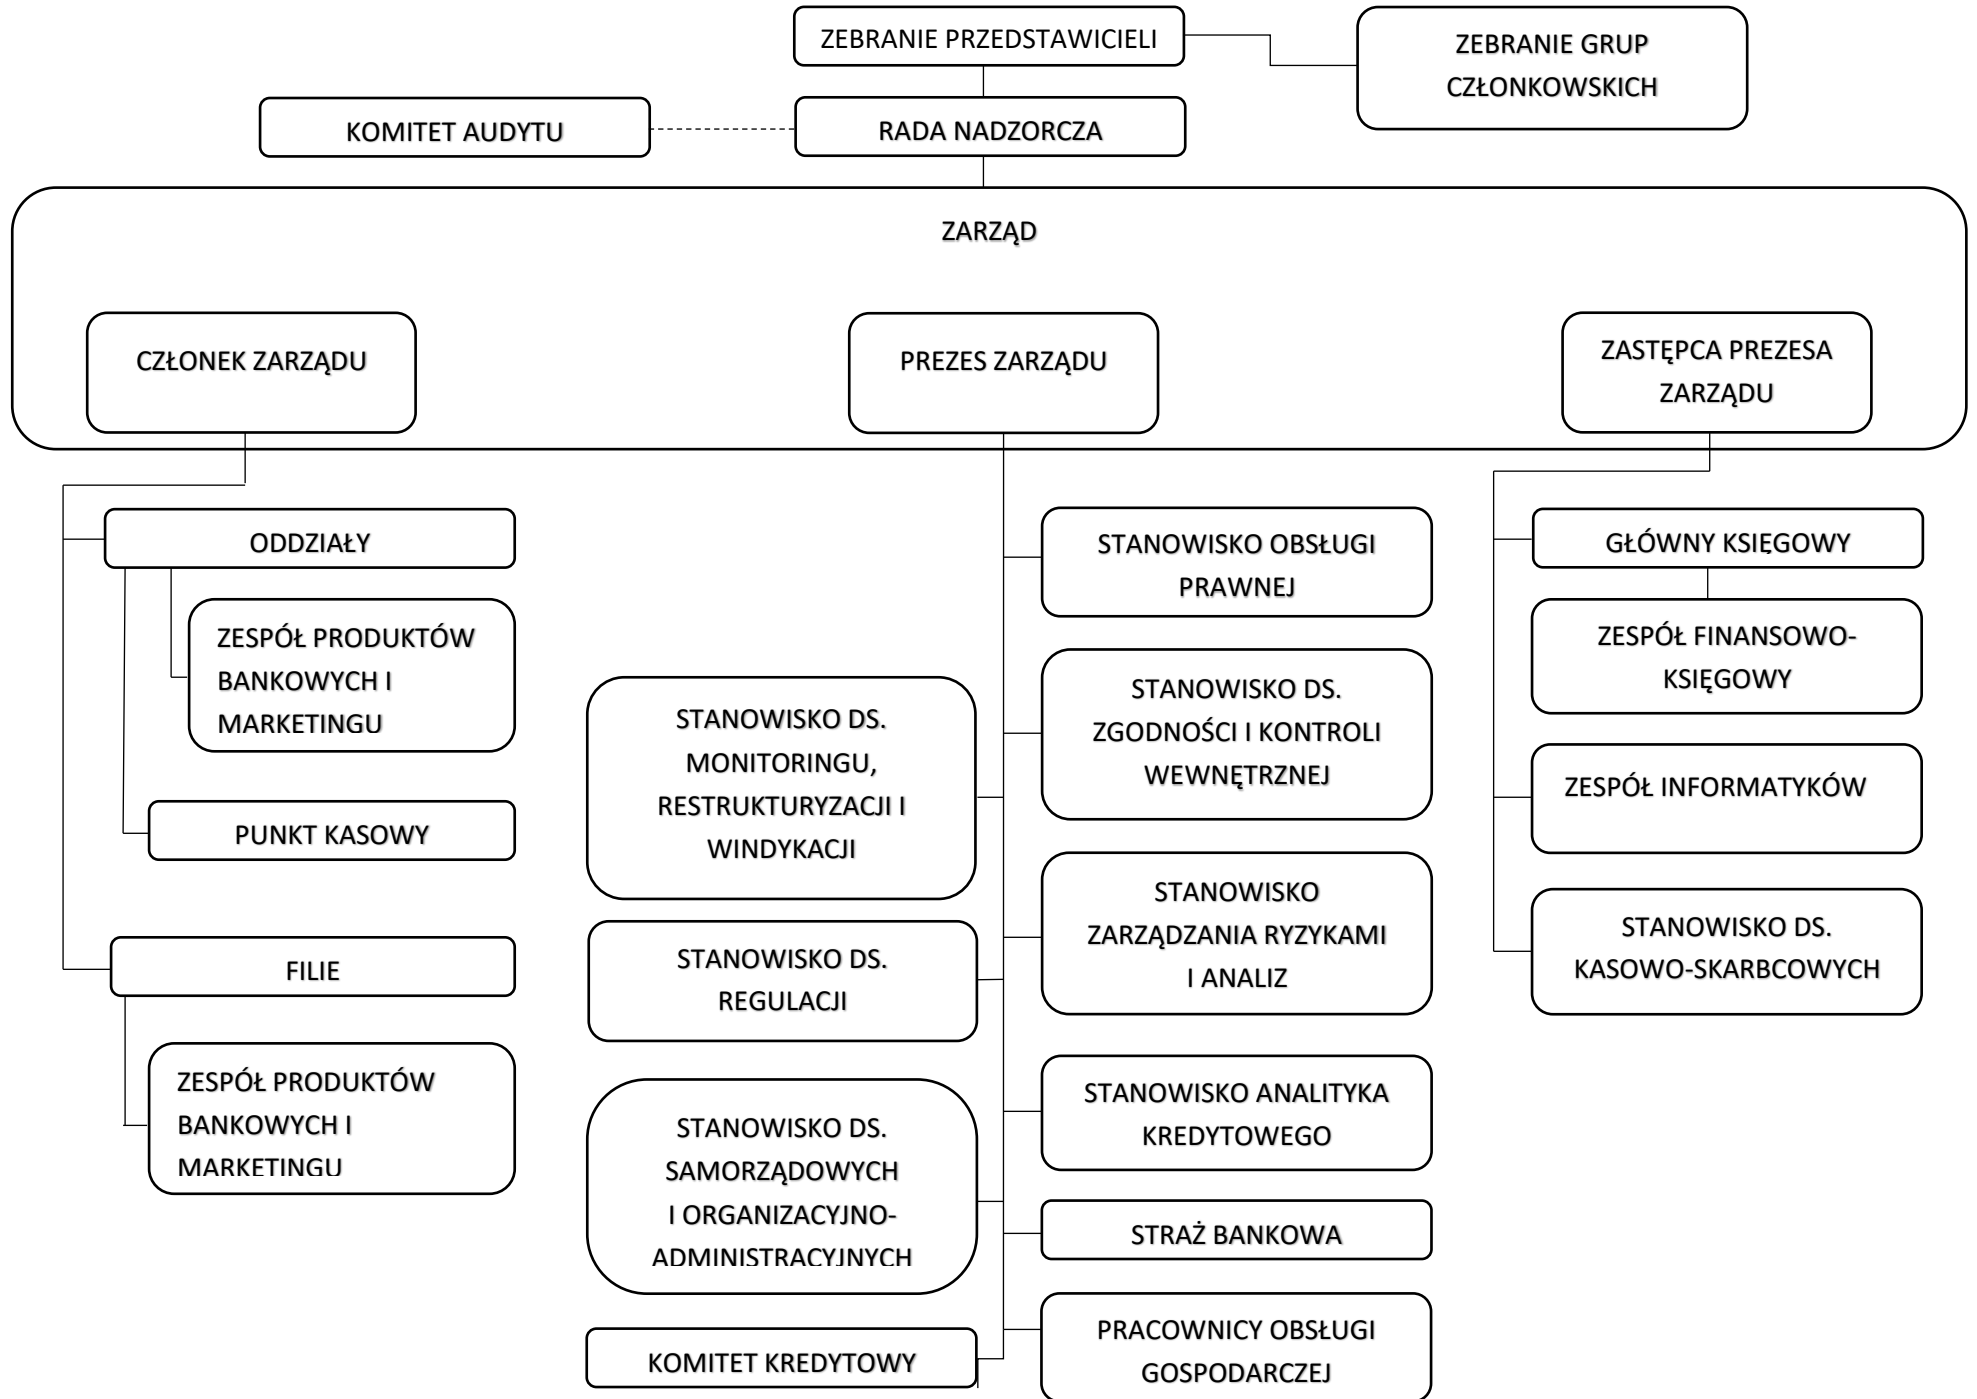 ZEBRANIE PRZEDSTAWICIELI
ZEBRANIE GRUP
CZŁONKOWSKICH
KOMITET AUDYTU
RADA NADZORCZA
ZARZĄD
CZŁONEK ZARZĄDU
PREZES ZARZĄDU
ZASTĘPCA PREZESA
ZARZĄDU
ODDZIAŁY
ZESPÓŁ PRODUKTÓW
BANKOWYCH I
MARKETINGU
PUNKT KASOWY
FILIE
ZESPÓŁ PRODUKTÓW
BANKOWYCH I
MARKETINGU
STANOWISKO DS.
MONITORINGU,
RESTRUKTURYZACJI I
WINDYKACJI
STANOWISKO DS.
REGULACJI
STANOWISKO DS.
SAMORZĄDOWYCH
I ORGANIZACYJNO-
ADMINISTRACYJNYCH
KOMITET KREDYTOWY
STANOWISKO OBSŁUGI
PRAWNEJ
STANOWISKO DS.
ZGODNOŚCI I KONTROLI
WEWNĘTRZNEJ
STANOWISKO
ZARZĄDZANIA RYZYKAMI
I ANALIZ
STANOWISKO ANALITYKA
KREDYTOWEGO
STRAŻ BANKOWA
PRACOWNICY OBSŁUGI
GOSPODARCZEJ
GŁÓWNY KSIĘGOWY
ZESPÓŁ FINANSOWO-
KSIĘGOWY
ZESPÓŁ INFORMATYKÓW
STANOWISKO DS.
KASOWO-SKARBCOWYCH